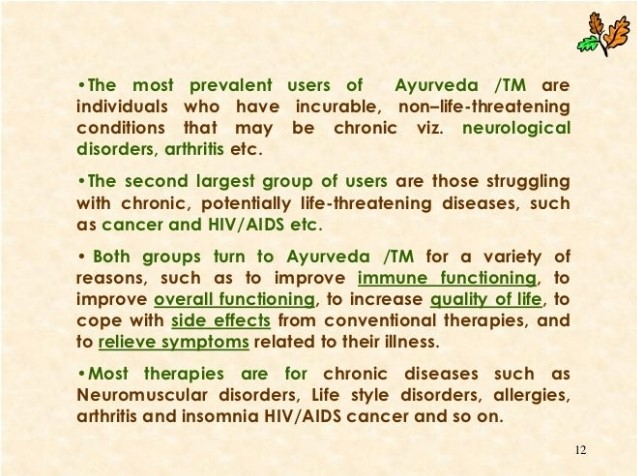 •The most prevalent users of Ayurveda /TM are
individuals who have incurable, non–life-threatening
conditions that may be chronic viz. neurological
disorders, arthritis etc.
•The second largest group of users are those struggling
with chronic, potentially life-threatening diseases, such
as cancer and HIV/AIDS etc.
• Both groups turn to Ayurveda /TM for a variety of
reasons, such as to improve immune functioning, to
improve overall functioning, to increase quality of life, to
cope with side effects from conventional therapies, and
to relieve symptoms related to their illness.
•Most therapies are for chronic diseases such as
Neuromuscular disorders, Life style disorders, allergies,
arthritis and insomnia HIV/AIDS cancer and so on.
12